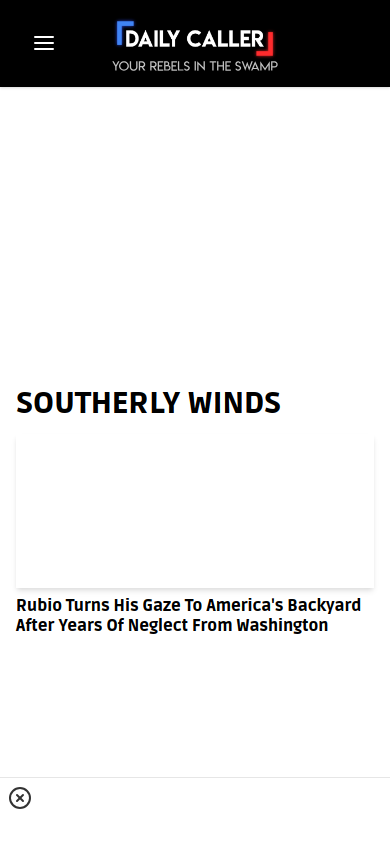 DAILY CALLER
YOUR REBELS IN THE SWAMP
SOUTHERLY WINDS
Rubio Turns His Gaze To America's Backyard
After Years Of Neglect From Washington